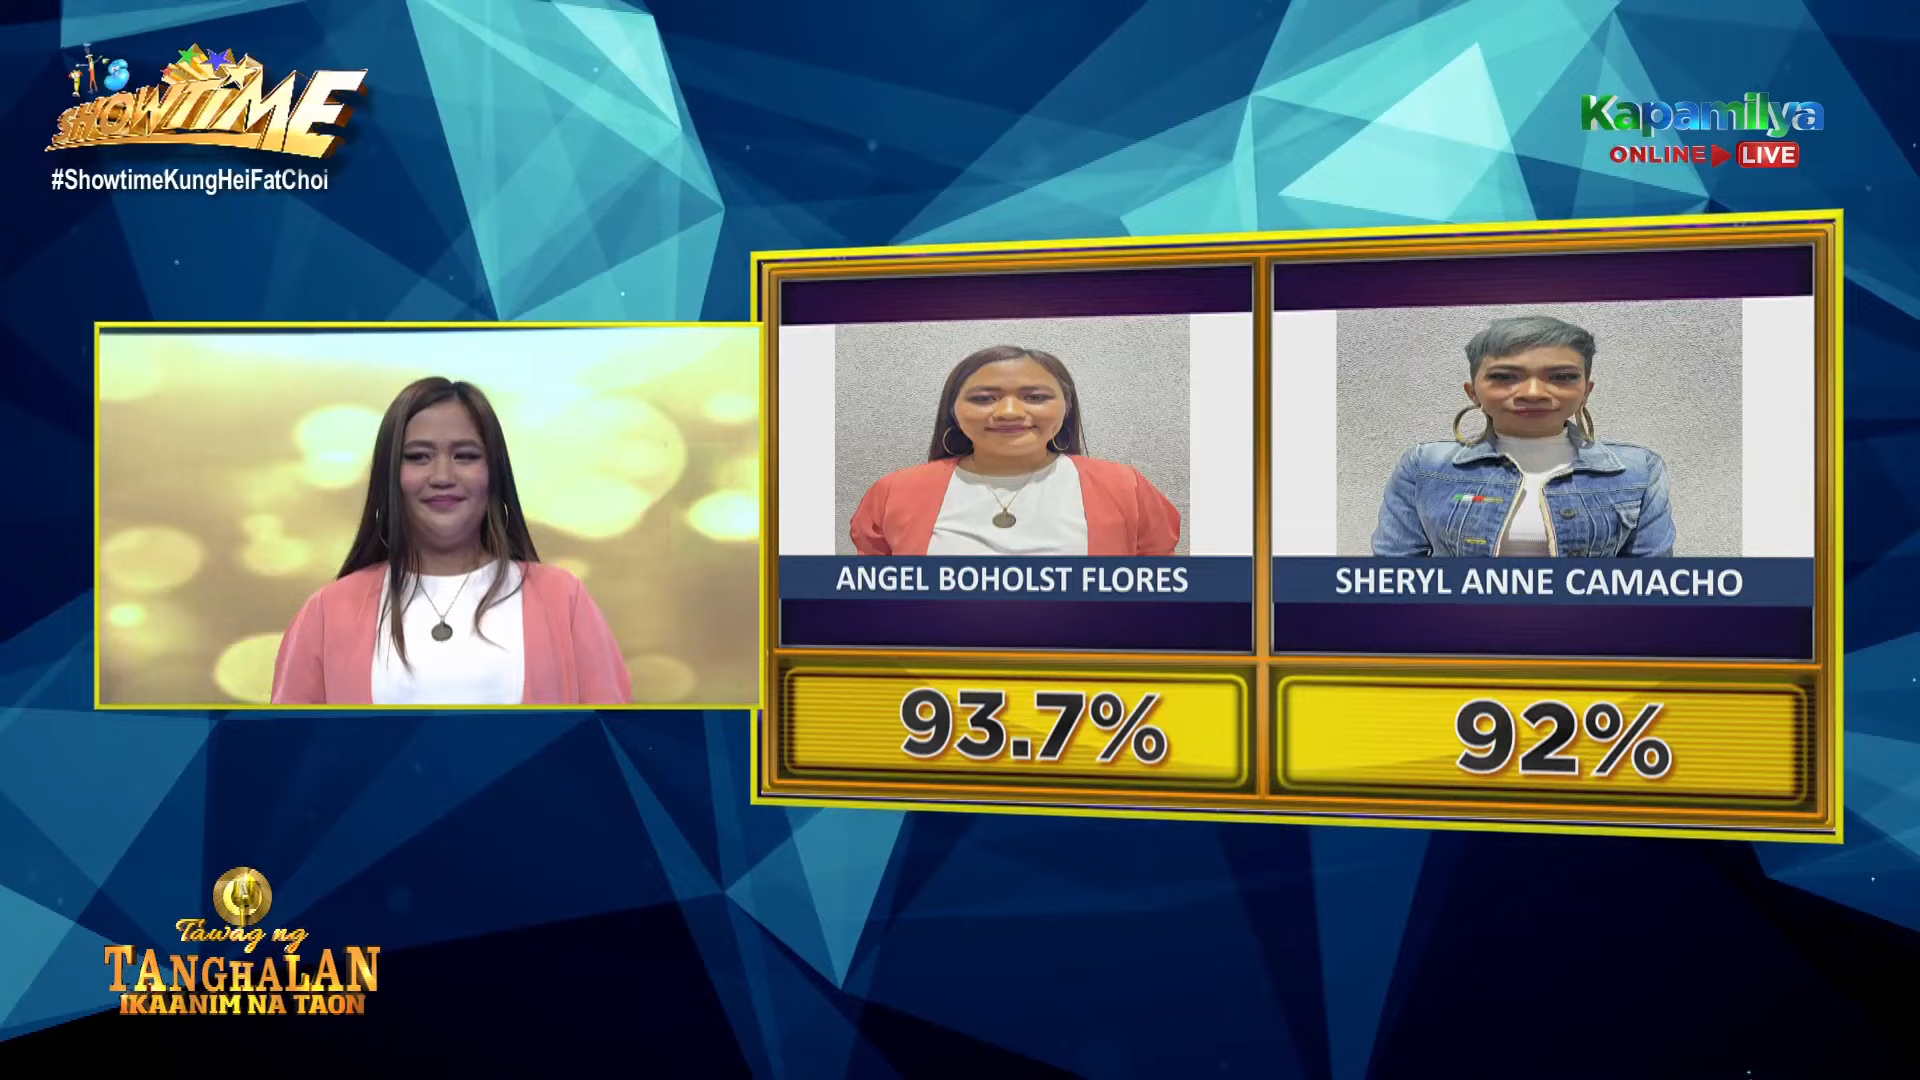 It's
SHOWTIME
#ShowtimeKungHeiFatChoi
Kapamilya
ONLINE LIVE
ANGEL BOHOLST FLORES
SHERYL ANNE CAMACHO
93.7%
92%
Tawag ng
TANGHALAN
IKAANIM NA TAON